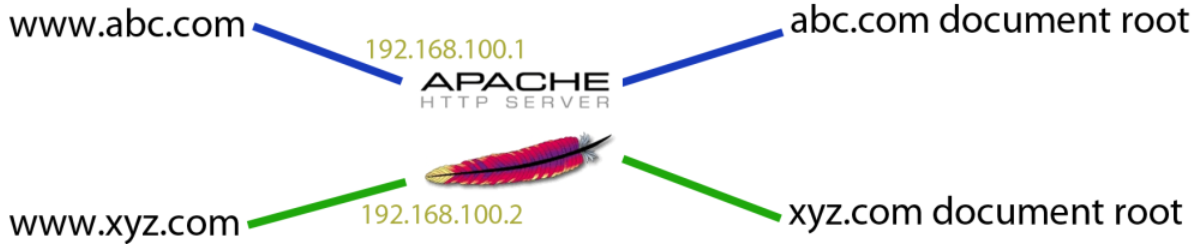 www.abc.com
abc.com document root
192.168.100.1
APACHE
HTTP SERVER
www.xyz.com
192.168.100.2
xyz.com document root